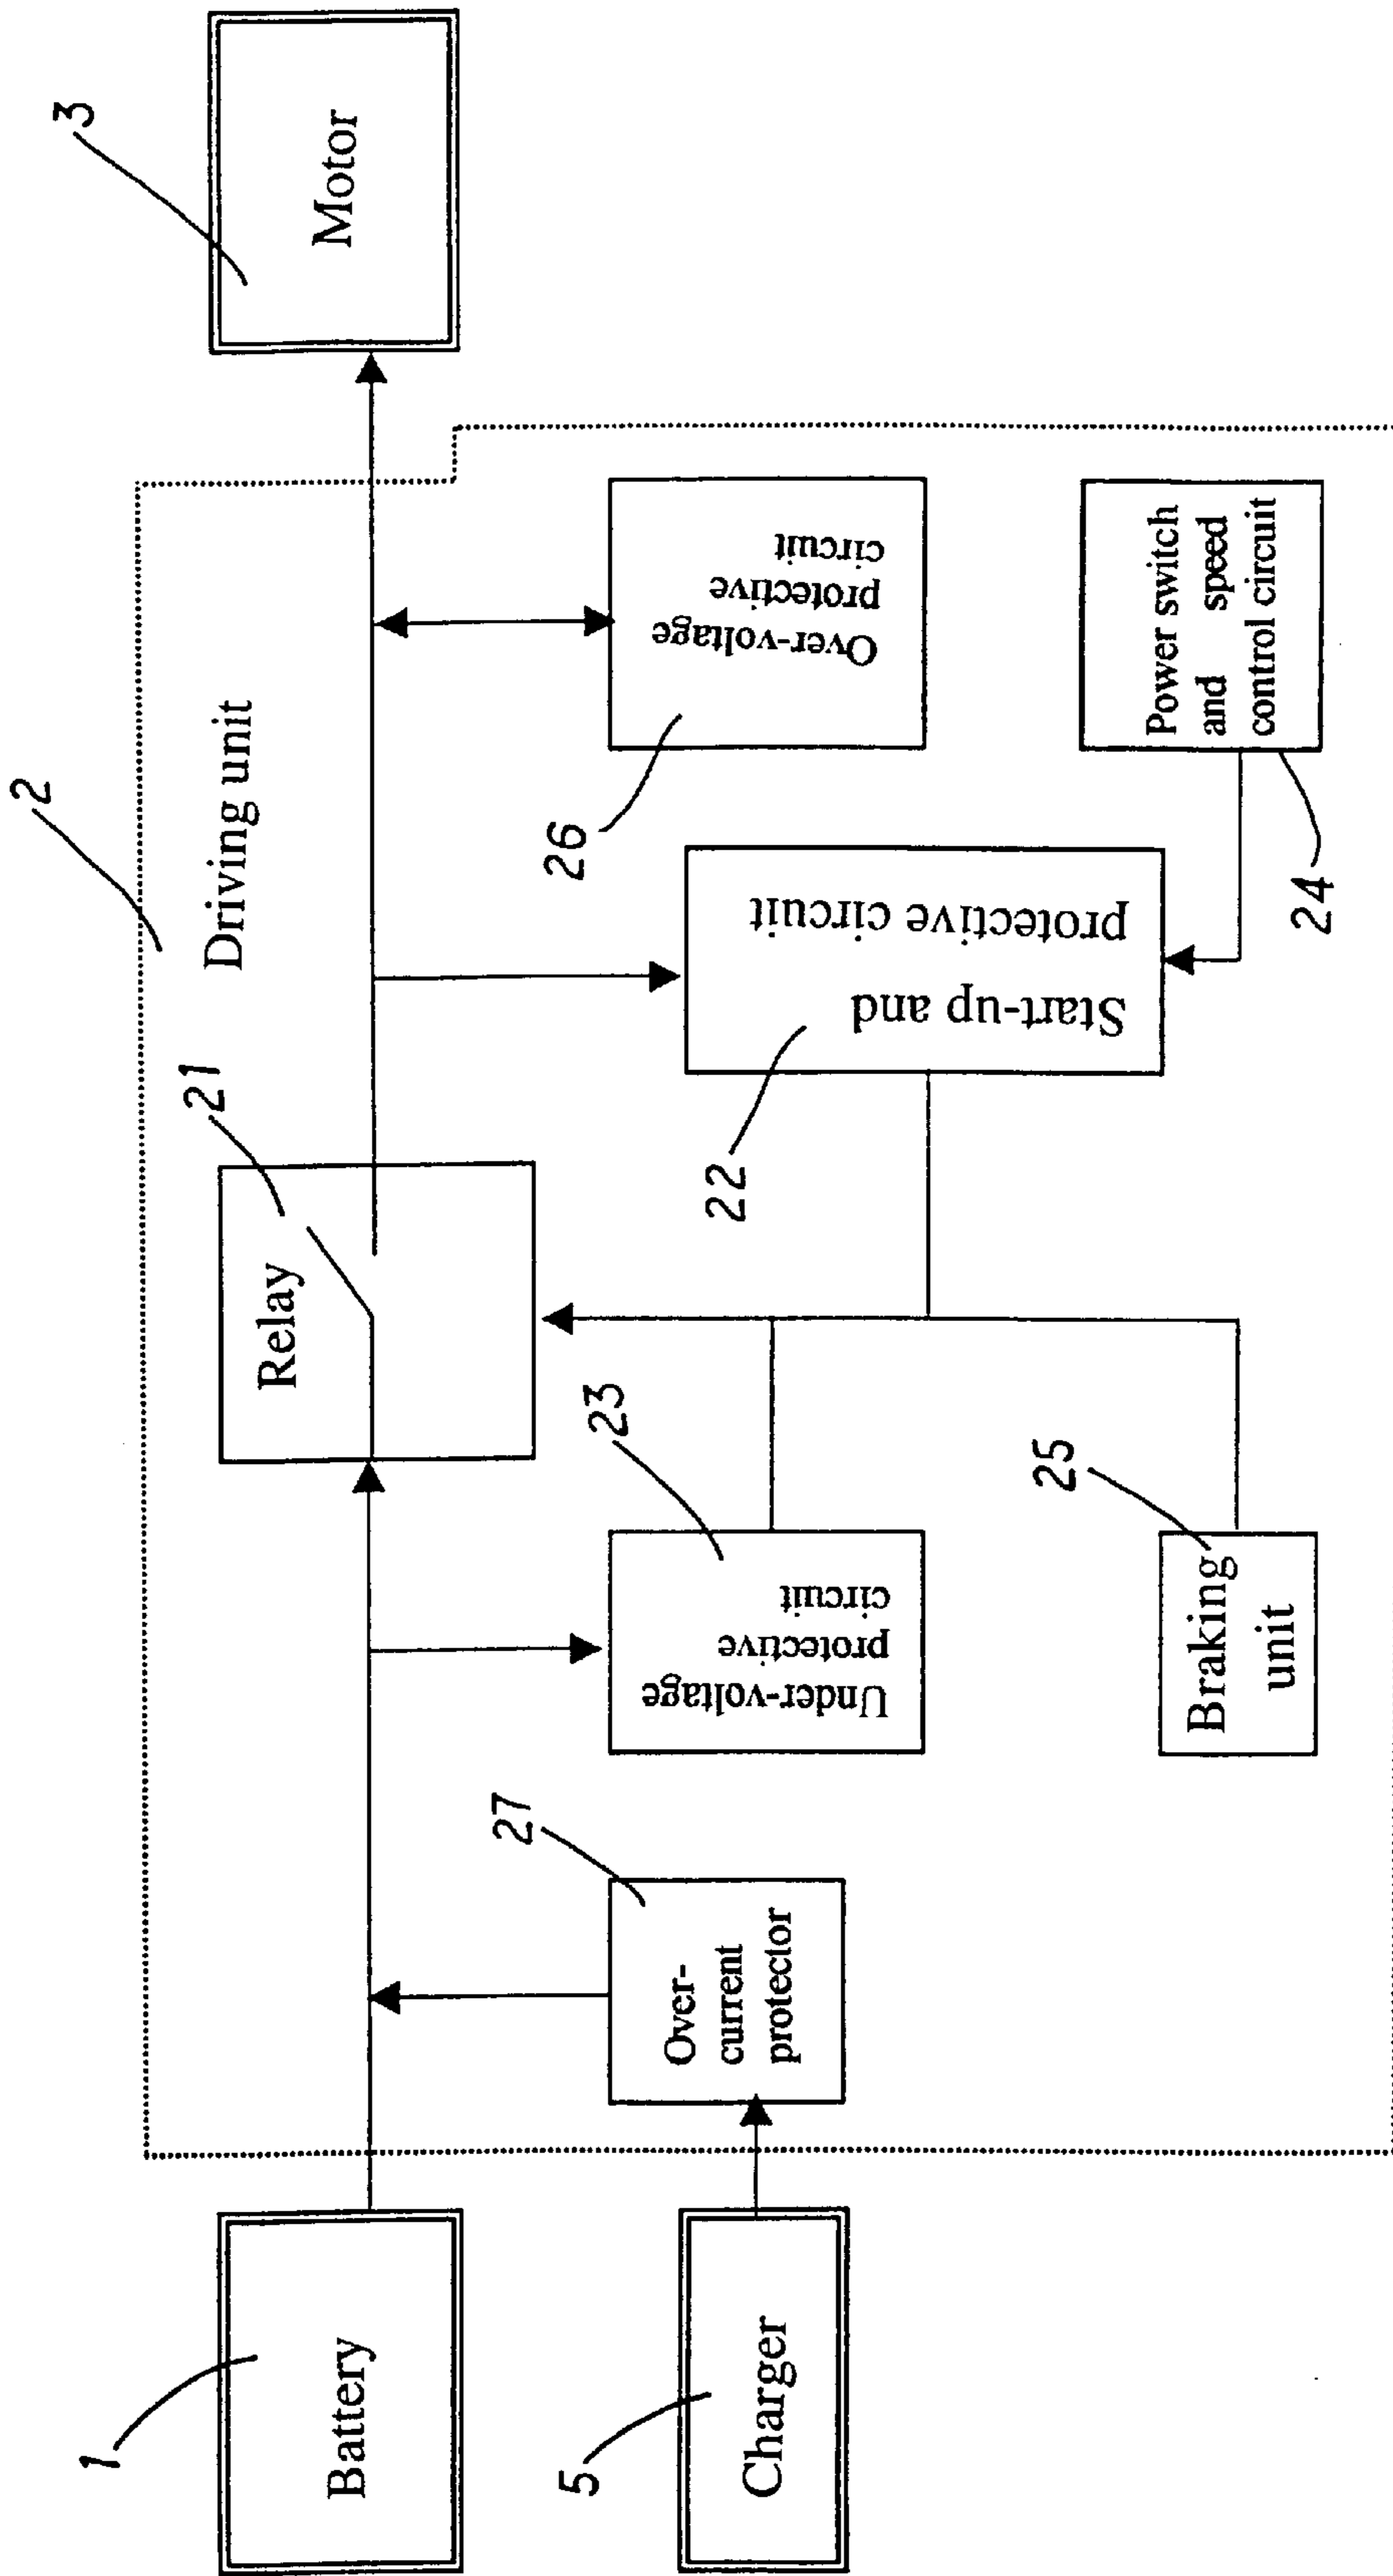 3
Motor
2
Driving unit
21
Relay
26
Over-voltage
protective
circuit
Power switch
and speed
control circuit
24
22
Start-up and
protective circuit
23
Under-voltage
protective
circuit
25
Braking
unit
27
Over-
current
protector
1
Battery
5
Charger